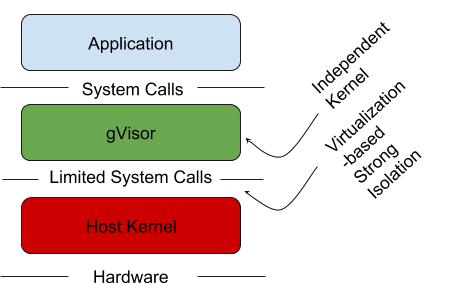 Application
System Calls
gVisor
Limited System Calls
Host Kernel
Hardware
Independent
Kernel
Virtualization
-based
Strong
Isolation